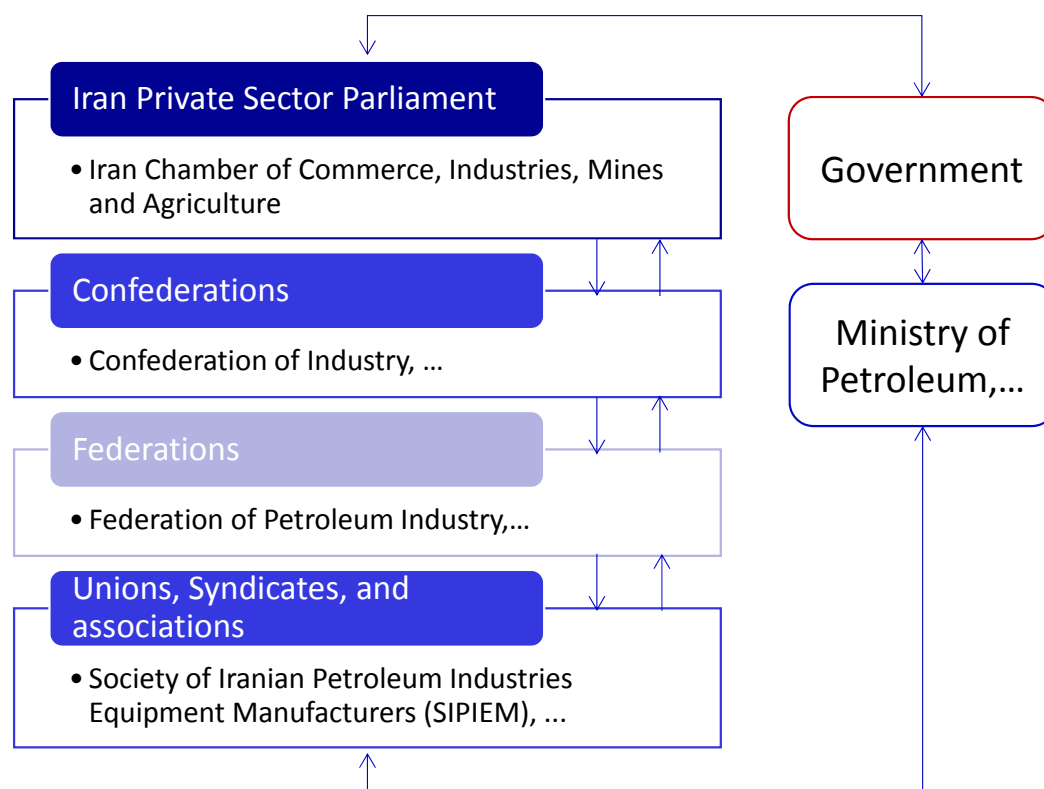 Iran Private Sector Parliament
• Iran Chamber of Commerce, Industries, Mines
and Agriculture
Confederations
• Confederation of Industry, ...
Federations
• Federation of Petroleum Industry,...
Unions, Syndicates, and
associations
• Society of Iranian Petroleum Industries
Equipment Manufacturers (SIPIEM), ...
Government
Ministry of
Petroleum,...